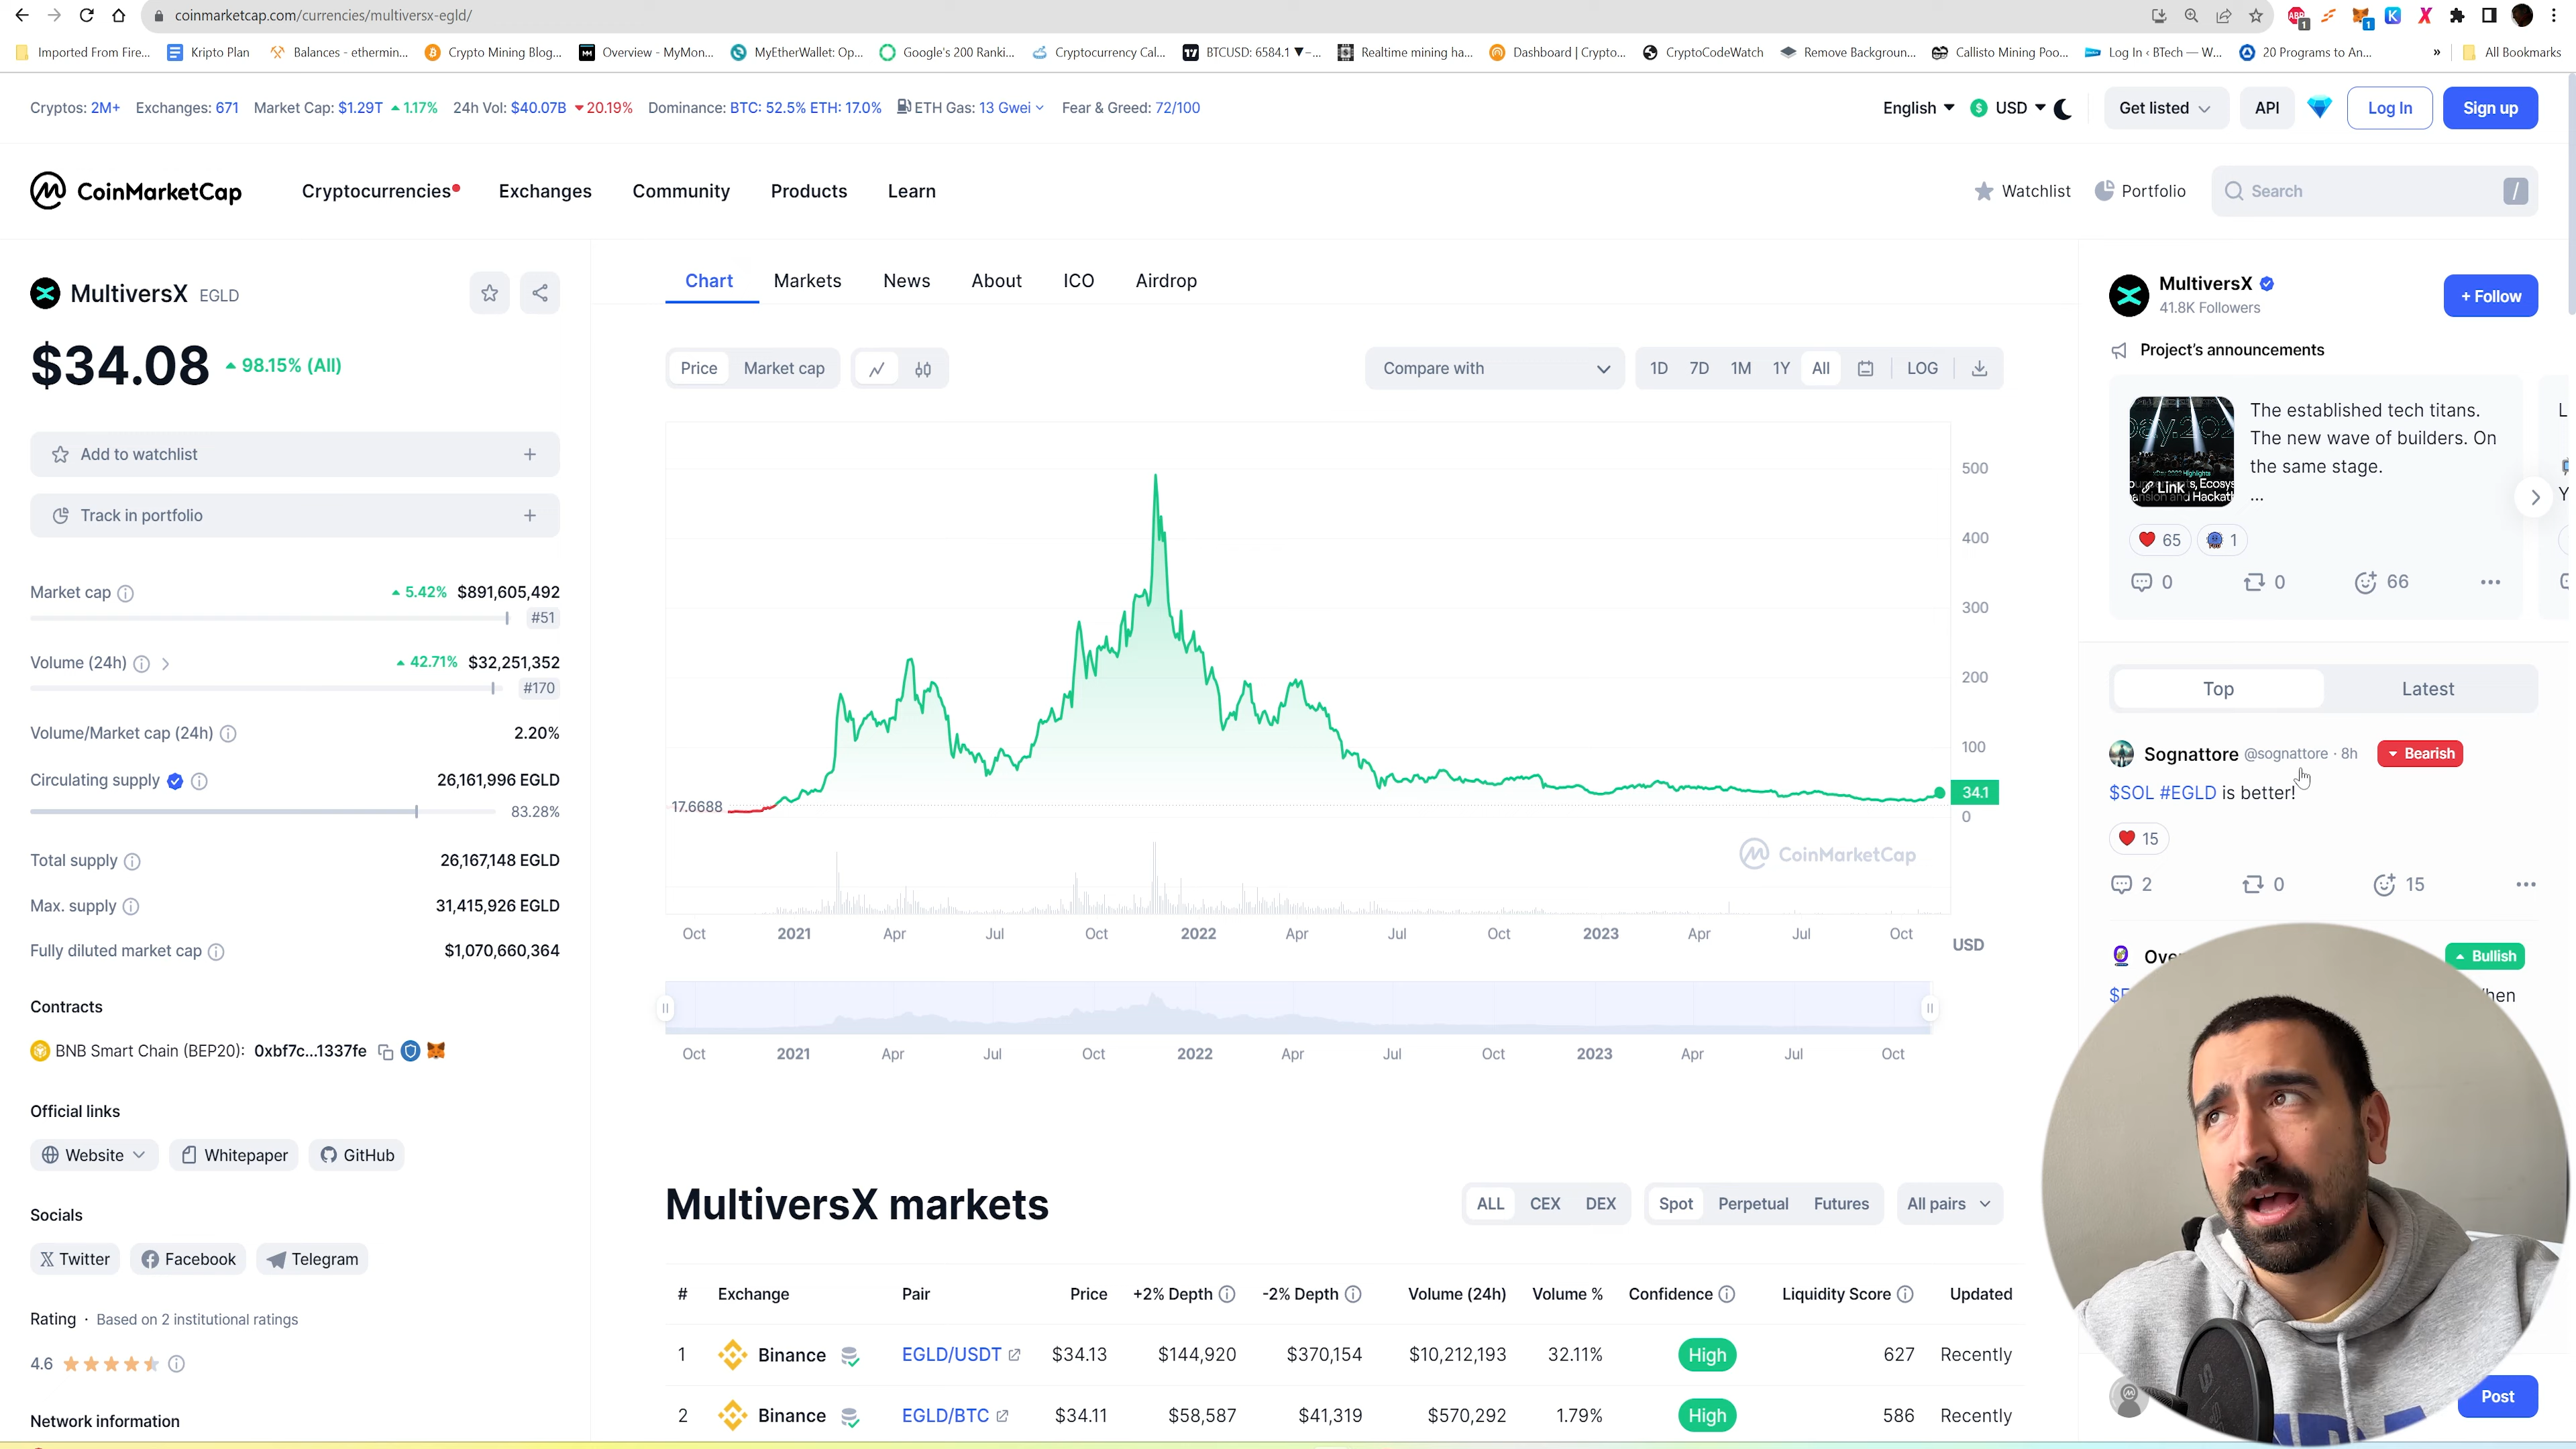 coinmarketcap.com/currencies/multiversx-egld/
Imported From Fire... Kripto Plan Balances - ethermin... Crypto Mining Blog... Overview - MyMon... MyEtherWallet: Op... Google's 200 Ranki... Cryptocurrency Cal... BTCUSD: 6584.1 ▼−... Realtime mining ha... Dashboard | Crypto... CryptoCodeWatch Remove Backgroun... Callisto Mining Poo... Log In ‹ BTech — W... 20 Programs to An... » All Bookmarks
Cryptos: 2M+ Exchanges: 671 Market Cap: $1.29T 1.17% 24h Vol: $40.07B 20.19% Dominance: BTC: 52.5% ETH: 17.0% ETH Gas: 13 Gwei Fear & Greed: 72/100 English USD Get listed API Log In Sign up
CoinMarketCap Cryptocurrencies Exchanges Community Products Learn Watchlist Portfolio Search /
MultiversX EGLD
$34.08 98.15% (All)
Add to watchlist +
Track in portfolio +
Market cap 5.42% $891,605,492
#51
Volume (24h) 42.71% $32,251,352
#170
Volume/Market cap (24h) 2.20%
Circulating supply 26,161,996 EGLD
83.28%
Total supply 26,167,148 EGLD
Max. supply 31,415,926 EGLD
Fully diluted market cap $1,070,660,364
Contracts
BNB Smart Chain (BEP20): 0xbf7c...1337fe
Official links
Website Whitepaper GitHub
Socials
Twitter Facebook Telegram
Rating · Based on 2 institutional ratings
4.6
Network information
Chart Markets News About ICO Airdrop
Price Market cap Compare with 1D 7D 1M 1Y All LOG
500
400
300
200
100
34.1
17.6688
0
CoinMarketCap
Oct 2021 Apr Jul Oct 2022 Apr Jul Oct 2023 Apr Jul Oct
USD
Oct 2021 Apr Jul Oct 2022 Apr Jul Oct 2023 Apr Jul Oct
MultiversX markets ALL CEX DEX Spot Perpetual Futures All pairs
# Exchange Pair Price +2% Depth -2% Depth Volume (24h) Volume % Confidence Liquidity Score Updated
1 Binance EGLD/USDT $34.13 $144,920 $370,154 $10,212,193 32.11% High 627 Recently
2 Binance EGLD/BTC $34.11 $58,587 $41,319 $570,292 1.79% High 586 Recently
MultiversX
41.8K Followers
+ Follow
Project's announcements
The established tech titans.
The new wave of builders. On
the same stage.
...
Link
65 1
0 0 66
Top Latest
Sognattore @sognattore · 8h Bearish
$SOL #EGLD is better!
15
2 0 15
Bullish
Post